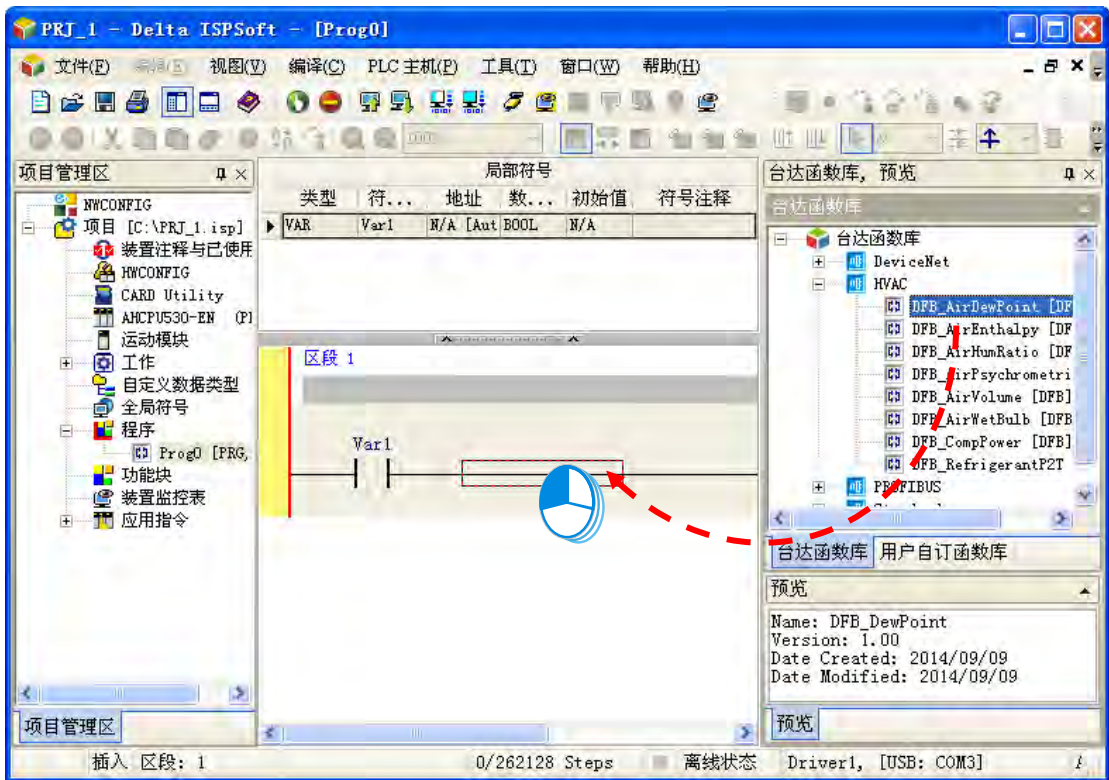 PRJ_1 - Delta ISPSoft - [Prog0]
文件(F) 编辑(E) 视图(V) 编译(C) PLC 主机(P) 工具(T) 窗口(W) 帮助(H)
项目管理区
NWCONFIG
项目 [C:\PRJ_1.isp]
装置注释与已使用
HWCONFIG
CARD Utility
AHCPU530-EN (P
运动模块
工作
自定义数据类型
全局符号
程序
Prog0 [PRG,
功能块
装置监控表
应用指令
项目管理区
局部符号
类型 符... 地址 数... 初始值 符号注释
VAR Var1 N/A [Aut BOOL N/A
区段 1
Var1
台达函数库, 预览
台达函数库
台达函数库
DeviceNet
HVAC
DFB_AirDewPoint [DF
DFB_AirEnthalpy [DF
DFB_AirHumRatio [DF
DFB_AirPsychrometri
DFB_AirVolume [DFB]
DFB_AirWetBulb [DFB
DFB_CompPower [DFB]
DFB_RefrigerantP2T
PROFIBUS
台达函数库 用户自订函数库
预览
Name: DFB_DewPoint
Version: 1.00
Date Created: 2014/09/09
Date Modified: 2014/09/09
预览
插入 区段: 1 0/262128 Steps 离线状态 Driver1, [USB: COM3]